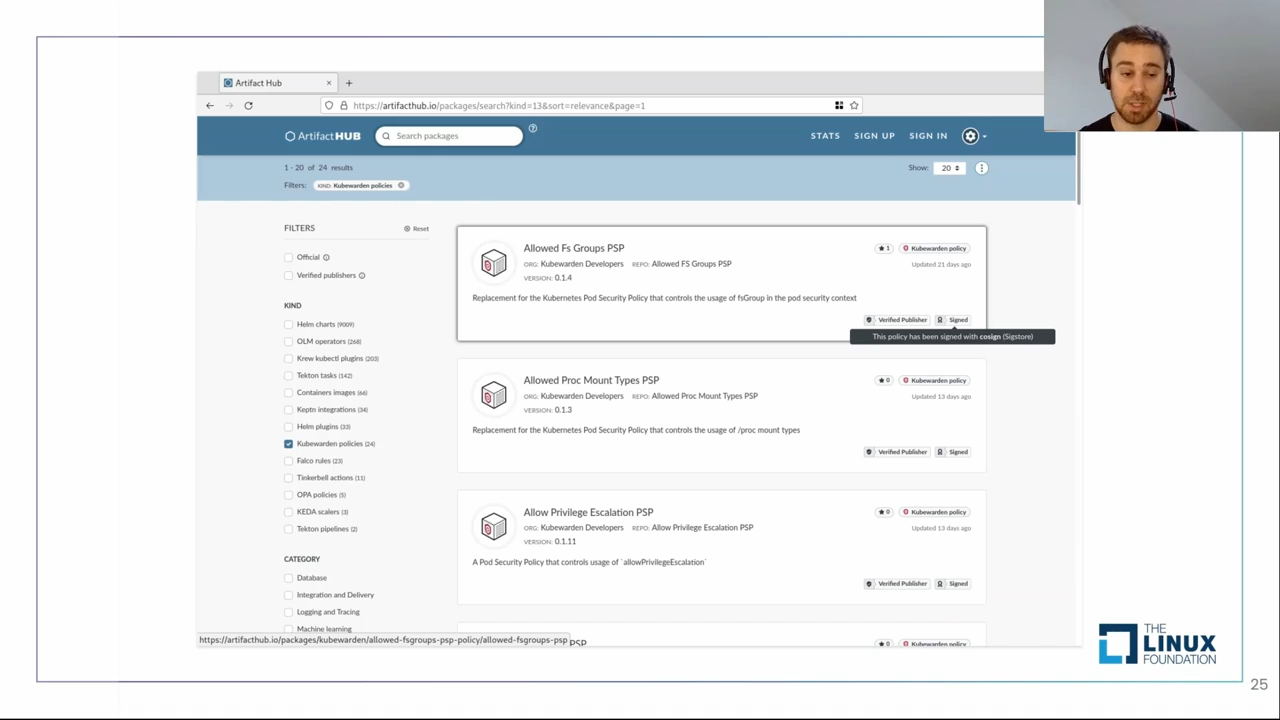 Artifact Hub
https://artifacthub.io/packages/search?kind=13&sort=relevance&page=1
Artifact HUB
Search packages
STATS
SIGN UP
SIGN IN
1 - 20 of 24 results
Show: 20
Filters: KIND: Kubewarden policies
FILTERS
Reset
Official
Verified publishers
KIND
Helm charts (9009)
OLM operators (268)
Krew kubectl plugins (203)
Tekton tasks (142)
Containers images (66)
Keptn integrations (34)
Helm plugins (33)
Kubewarden policies (24)
Falco rules (23)
Tinkerbell actions (11)
OPA policies (5)
KEDA scalers (3)
Tekton pipelines (2)
CATEGORY
Database
Integration and Delivery
Logging and Tracing
Machine learning
https://artifacthub.io/packages/kubewarden/allowed-fsgroups-psp-policy/allowed-fsgroups-psp
Allowed Fs Groups PSP
1 Kubewarden policy
ORG: Kubewarden Developers REPO: Allowed FS Groups PSP
Updated 21 days ago
VERSION: 0.1.4
Replacement for the Kubernetes Pod Security Policy that controls the usage of fsGroup in the pod security context
Verified Publisher Signed
This policy has been signed with cosign (Sigstore)
Allowed Proc Mount Types PSP
0 Kubewarden policy
ORG: Kubewarden Developers REPO: Allowed Proc Mount Types PSP
Updated 13 days ago
VERSION: 0.1.3
Replacement for the Kubernetes Pod Security Policy that controls the usage of /proc mount types
Verified Publisher Signed
Allow Privilege Escalation PSP
0 Kubewarden policy
ORG: Kubewarden Developers REPO: Allow Privilege Escalation PSP
Updated 13 days ago
VERSION: 0.1.11
A Pod Security Policy that controls usage of `allowPrivilegeEscalation`
Verified Publisher Signed
PSP
0 Kubewarden policy
THE
LINUX
FOUNDATION
25